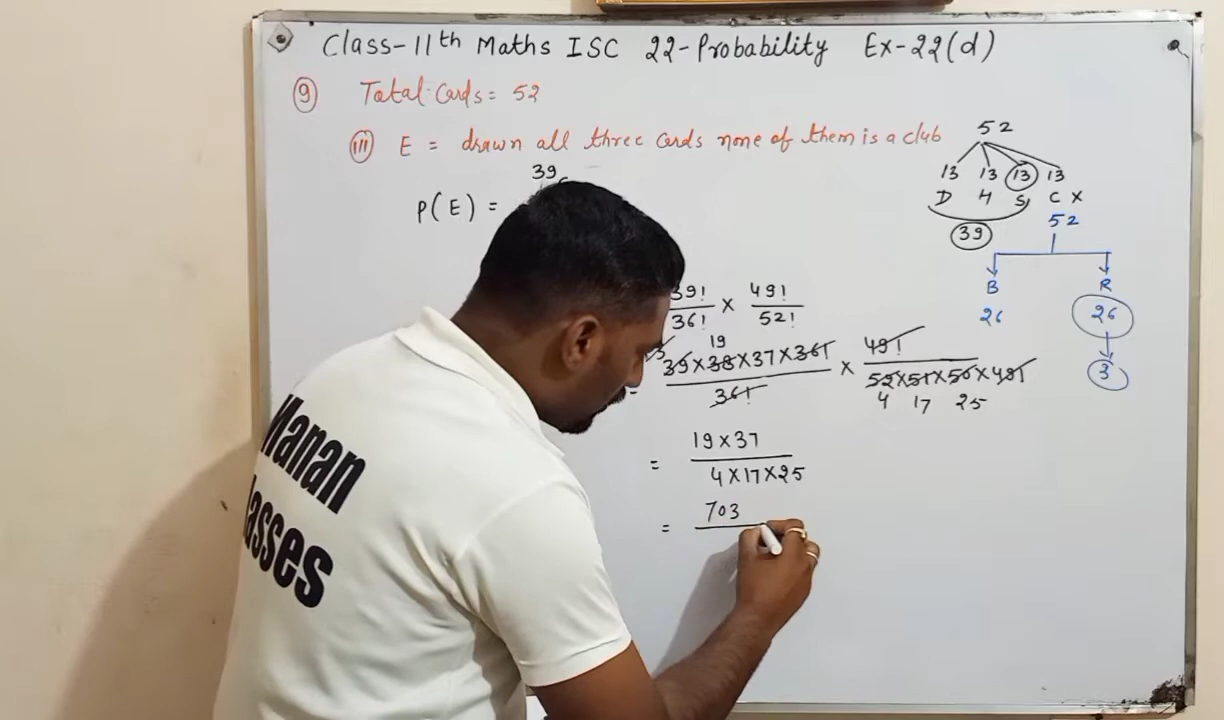 Class-11th Maths ISC 22-Probability Ex-22(d)
9 Total Cards = 52
iii E = drawn all three cards none of them is a club
39
P(E) =
39! × 49!
36! 52!
3 19
39×38×37×36! × 49!
36! 52×51×50×49!
4 17 25
= 19×37
4×17×25
= 703
52
13 13 13 13
D H S C X
39
52
B R
26 26
3
Manan
lasses